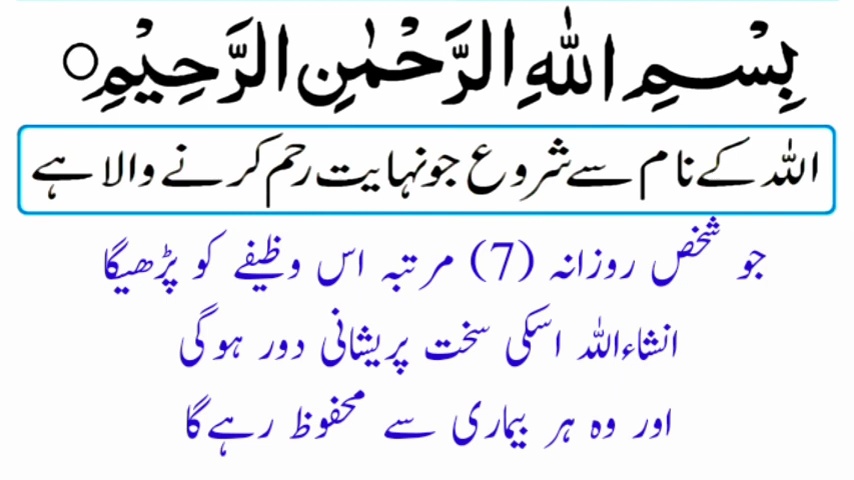 بِسْمِ اللّٰهِ الرَّحْمٰنِ الرَّحِيْمِ
اللہ کے نام سے شروع جو نہایت رحم کرنے والا ہے
جو شخص روزانہ (7) مرتبہ اس وظیفے کو پڑھیگا
انشاءاللہ اسکی سخت پریشانی دور ہوگی
اور وہ ہر بیماری سے محفوظ رہے گا